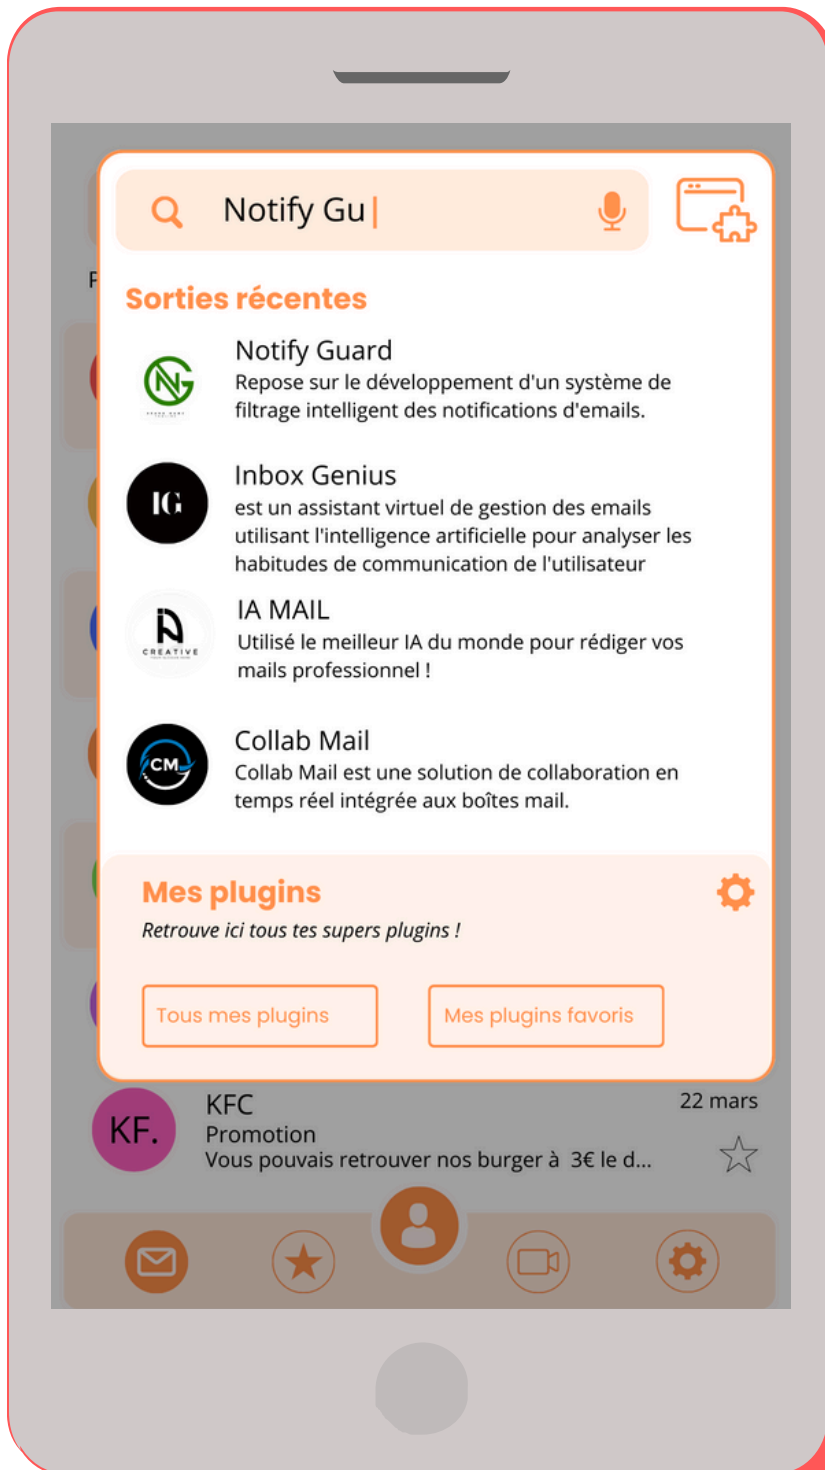 Notify Gu
Sorties récentes
Notify Guard
Repose sur le développement d'un système de
filtrage intelligent des notifications d'emails.
Inbox Genius
IG
est un assistant virtuel de gestion des emails
utilisant l'intelligence artificielle pour analyser les
habitudes de communication de l'utilisateur
IA MAIL
CREATIVE
Utilisé le meilleur IA du monde pour rédiger vos
mails professionnel !
Collab Mail
CM
Collab Mail est une solution de collaboration en
temps réel intégrée aux boîtes mail.
Mes plugins
Retrouve ici tous tes supers plugins !
Tous mes plugins
Mes plugins favoris
KF.
KFC
22 mars
Promotion
Vous pouvais retrouver nos burger à 3€ le d...